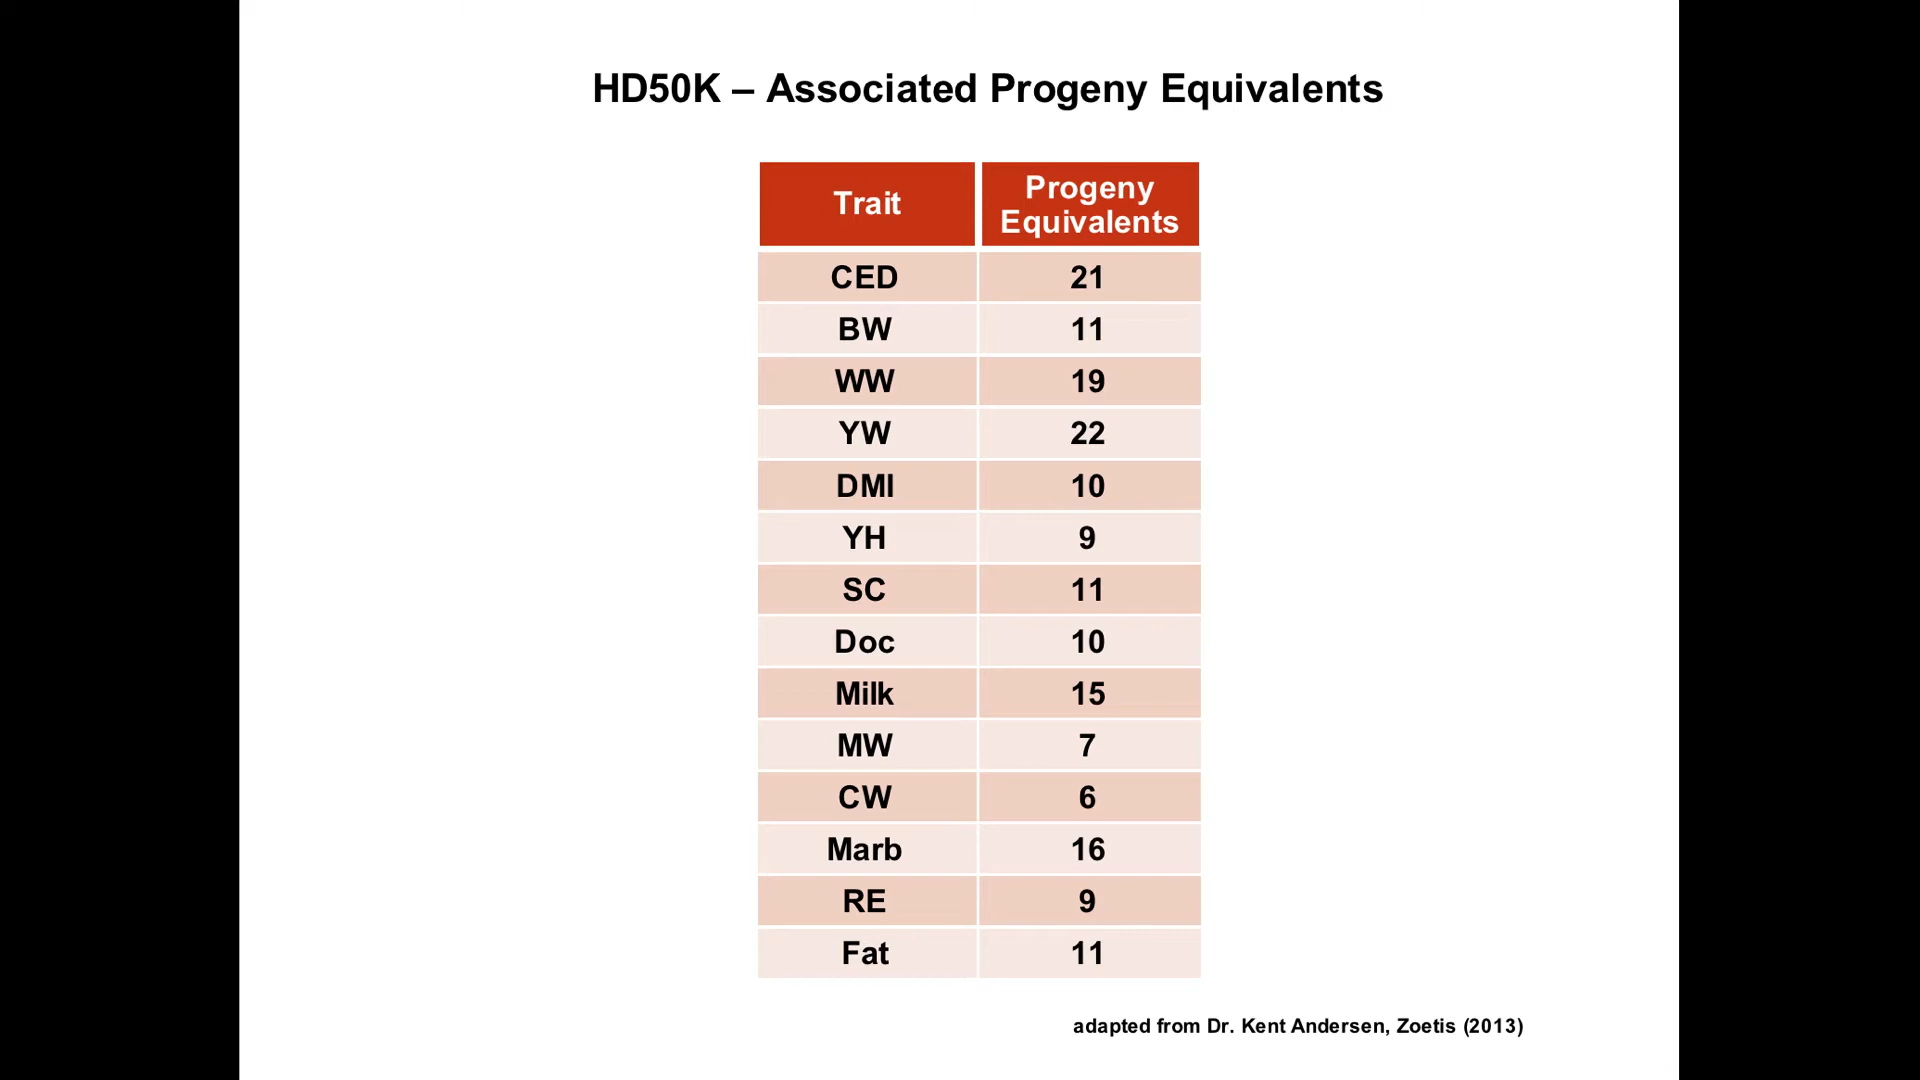 HD50K – Associated Progeny Equivalents
Trait
Progeny
Equivalents
CED 21
BW 11
WW 19
YW 22
DMI 10
YH 9
SC 11
Doc 10
Milk 15
MW 7
CW 6
Marb 16
RE 9
Fat 11
adapted from Dr. Kent Andersen, Zoetis (2013)